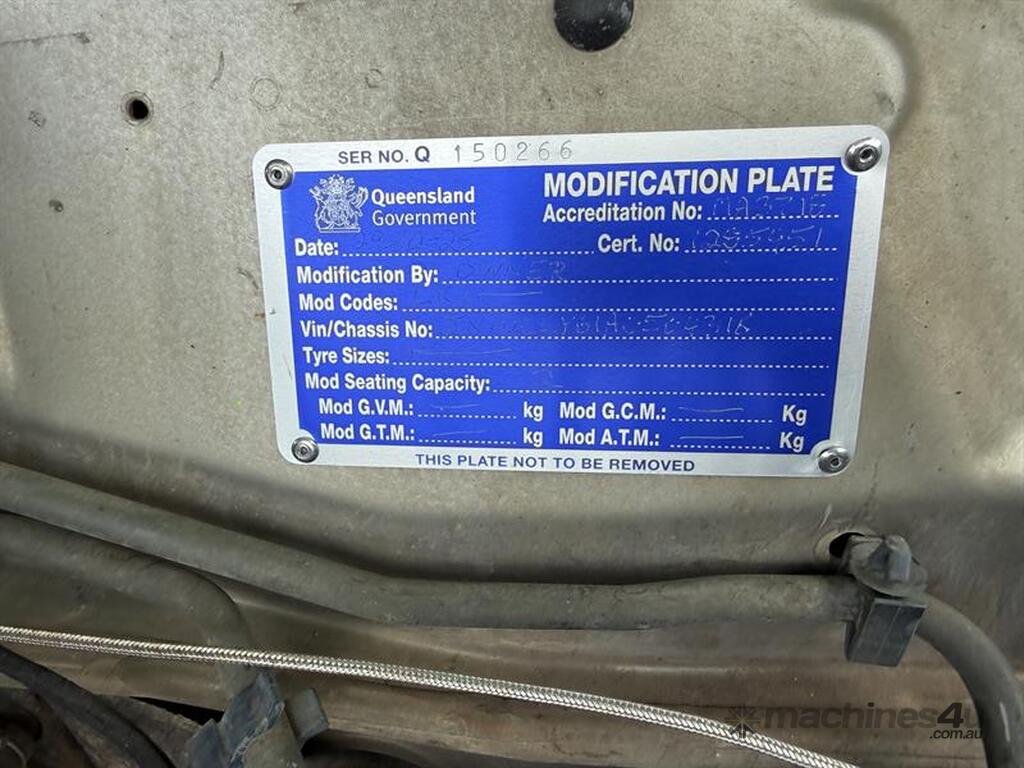 SER NO. Q 150266
Queensland
Government
MODIFICATION PLATE
Accreditation No:
Date:
Cert. No:
Modification By: OWNER
Mod Codes:
Vin/Chassis No:
Tyre Sizes:
Mod Seating Capacity: 2
Mod G.V.M.: kg Mod G.C.M.: Kg
Mod G.T.M.: kg Mod A.T.M.: Kg
THIS PLATE NOT TO BE REMOVED
machines4u
.com.au